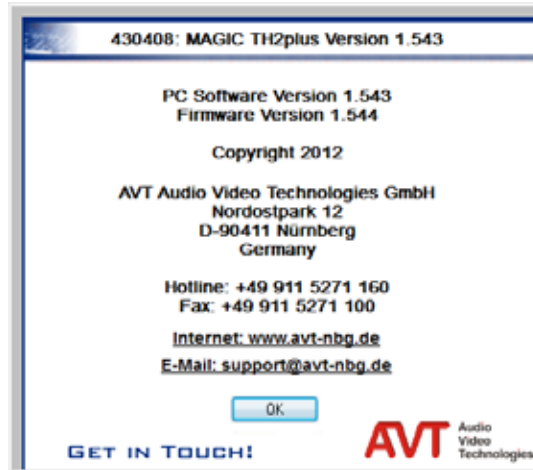 430408: MAGIC TH2plus Version 1.543
PC Software Version 1.543
Firmware Version 1.544
Copyright 2012
AVT Audio Video Technologies GmbH
Nordostpark 12
D-90411 Nürnberg
Germany
Hotline: +49 911 5271 160
Fax: +49 911 5271 100
Internet: www.avt-nbg.de
E-Mail: support@avt-nbg.de
OK
GET IN TOUCH!
AVT
Audio
Video
Technologies